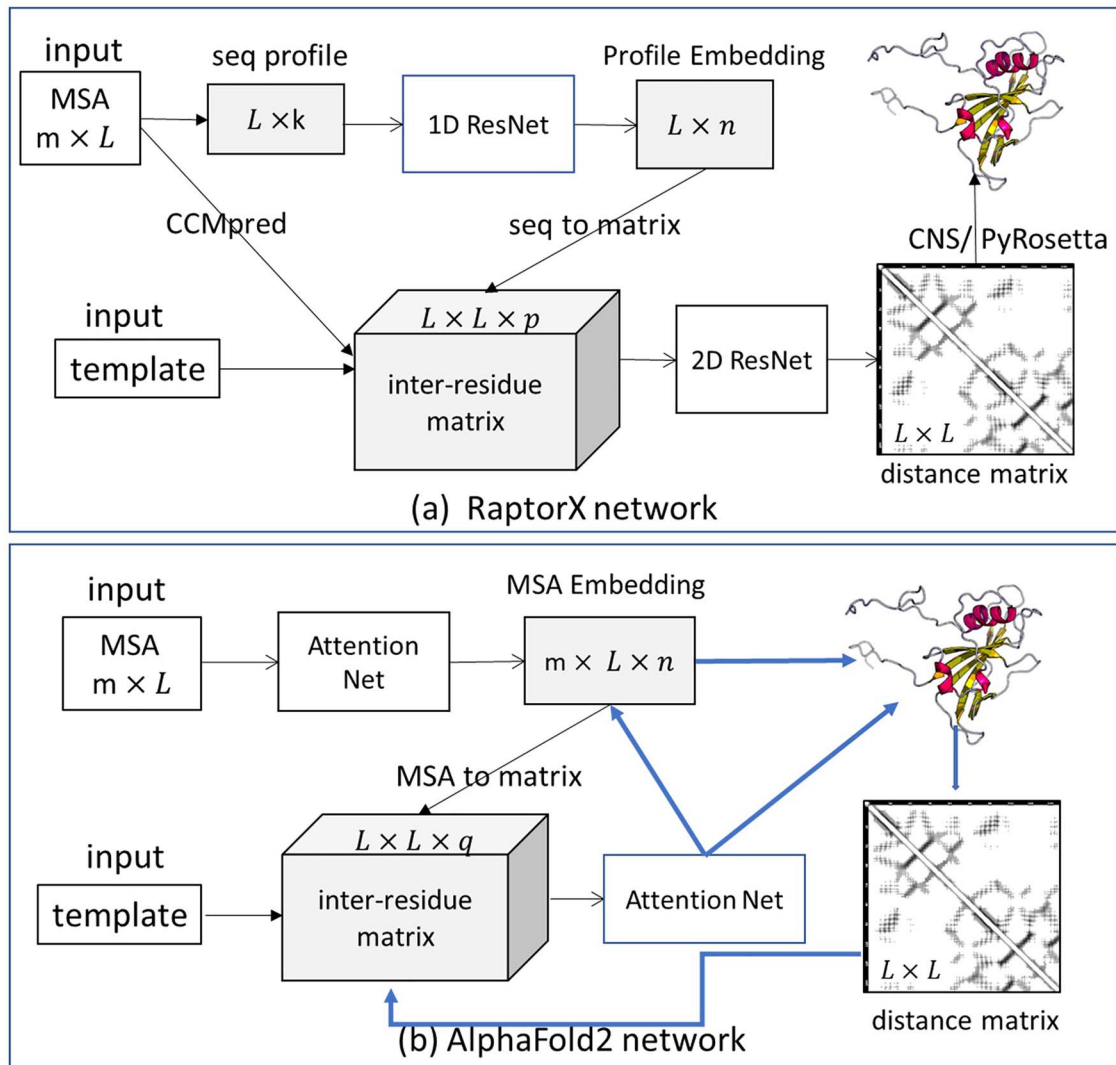 input
MSA
m × L
seq profile
L ×k
1D ResNet
Profile Embedding
L × n
CCMpred
seq to matrix
CNS/ PyRosetta
input
template
L × L × p
inter-residue
matrix
2D ResNet
L × L
distance matrix
(a) RaptorX network
input
MSA
m × L
Attention
Net
MSA Embedding
m × L × n
MSA to matrix
input
template
L × L × q
inter-residue
matrix
Attention Net
L × L
distance matrix
(b) AlphaFold2 network